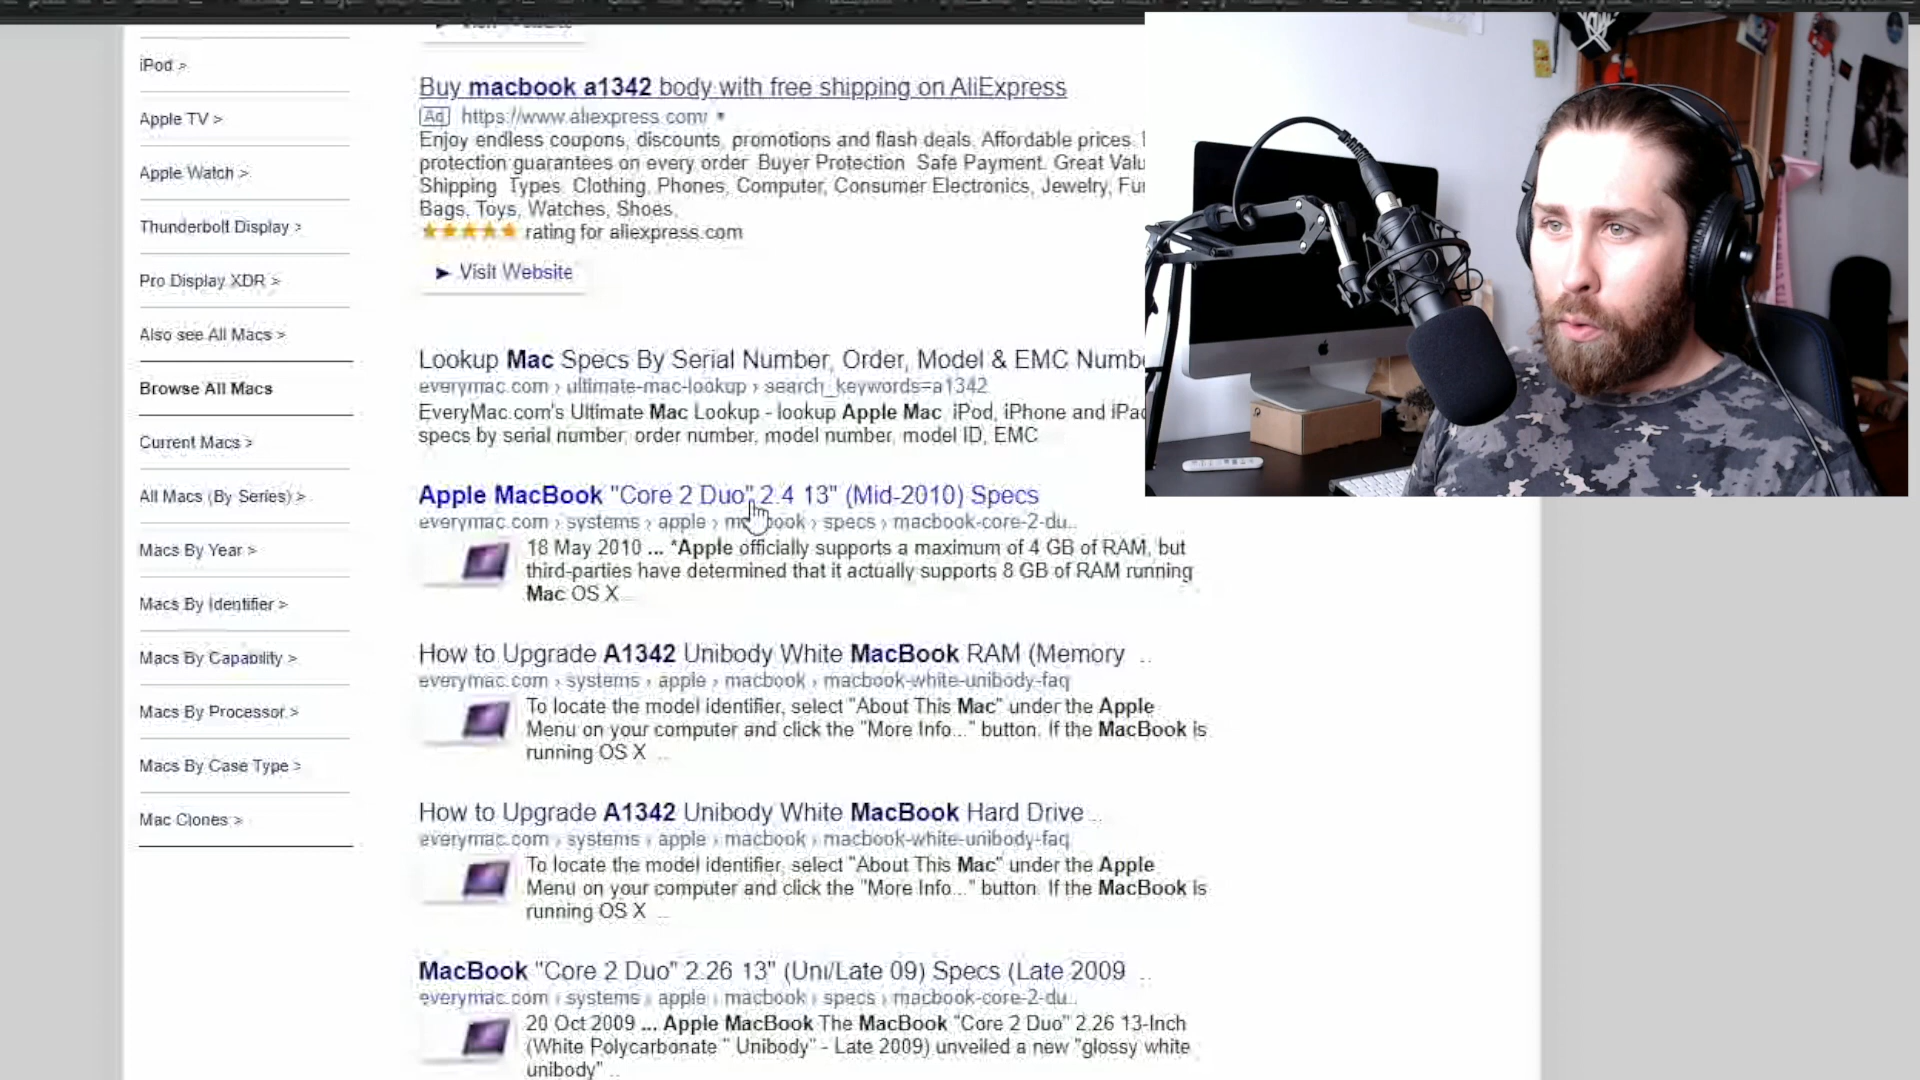 iPod >
Apple TV >
Apple Watch >
Thunderbolt Display >
Pro Display XDR >
Also see All Macs >
Browse All Macs
Current Macs >
All Macs (By Series) >
Macs By Year >
Macs By Identifier >
Macs By Capability >
Macs By Processor >
Macs By Case Type >
Mac Clones >
Buy macbook a1342 body with free shipping on AliExpress
Ad https://www.aliexpress.com/
Enjoy endless coupons, discounts, promotions and flash deals. Affordable prices.
protection guarantees on every order. Buyer Protection. Safe Payment. Great Valu
Shipping. Types: Clothing, Phones, Computer, Consumer Electronics, Jewelry, Fur
Bags, Toys, Watches, Shoes.
rating for aliexpress.com
► Visit Website
Lookup Mac Specs By Serial Number, Order, Model & EMC Numbe
everymac.com › ultimate-mac-lookup › search_keywords=a1342
EveryMac.com's Ultimate Mac Lookup - lookup Apple Mac, iPod, iPhone and iPad
specs by serial number, order number, model number, model ID, EMC
Apple MacBook "Core 2 Duo" 2.4 13" (Mid-2010) Specs
everymac.com › systems › apple › macbook › specs › macbook-core-2-du...
18 May 2010 ... *Apple officially supports a maximum of 4 GB of RAM, but
third-parties have determined that it actually supports 8 GB of RAM running
Mac OS X ...
How to Upgrade A1342 Unibody White MacBook RAM (Memory ...
everymac.com › systems › apple › macbook › macbook-white-unibody-faq
To locate the model identifier, select "About This Mac" under the Apple
Menu on your computer and click the "More Info..." button. If the MacBook is
running OS X ...
How to Upgrade A1342 Unibody White MacBook Hard Drive ...
everymac.com › systems › apple › macbook › macbook-white-unibody-faq
To locate the model identifier, select "About This Mac" under the Apple
Menu on your computer and click the "More Info..." button. If the MacBook is
running OS X ...
MacBook "Core 2 Duo" 2.26 13" (Uni/Late 09) Specs (Late 2009 ...
everymac.com › systems › apple › macbook › specs › macbook-core-2-du...
20 Oct 2009 ... Apple MacBook The MacBook "Core 2 Duo" 2.26 13-Inch
(White Polycarbonate " Unibody" - Late 2009) unveiled a new "glossy white
unibody" ...